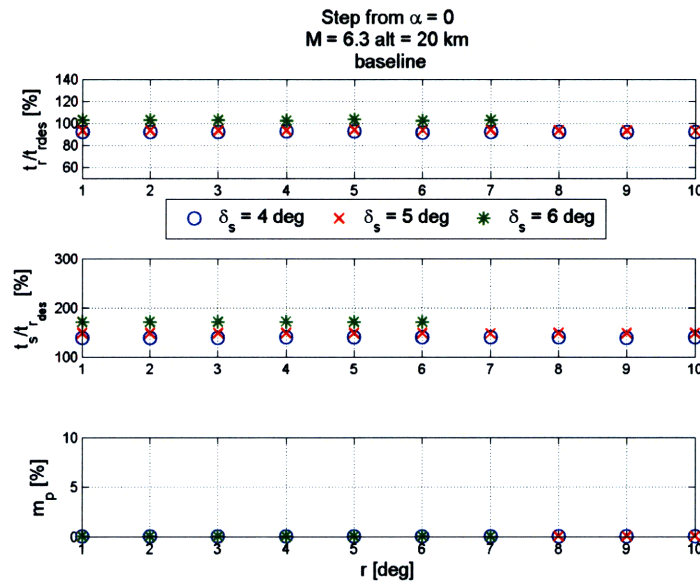 Step from α = 0
M = 6.3 alt = 20 km
baseline
t_r/t_rdes [%]
140
120
100
80
60
1 2 3 4 5 6 7 8 9 10
δ_s = 4 deg δ_s = 5 deg δ_s = 6 deg
t_s/t_r_des [%]
300
200
100
1 2 3 4 5 6 7 8 9 10
m_p [%]
10
5
0
1 2 3 4 5 6 7 8 9 10
r [deg]